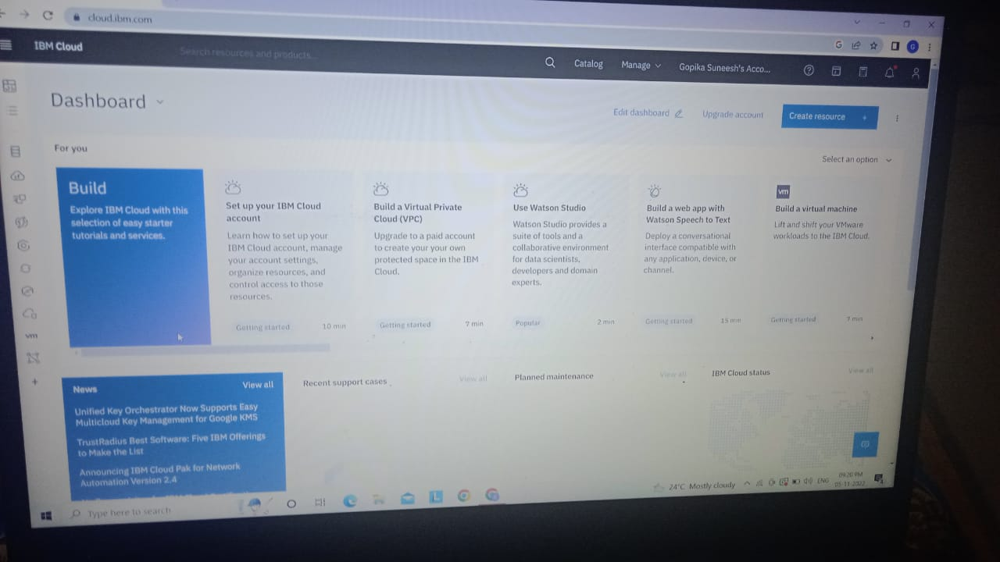 cloud.ibm.com
G
IBM Cloud
Search resources and products...
Catalog
Manage
Gopika Suneesh's Acco...
Dashboard
Edit dashboard
Upgrade account
Create resource +
For you
Select an option
Build
Explore IBM Cloud with this
selection of easy starter
tutorials and services.
Set up your IBM Cloud
account
Learn how to set up your
IBM Cloud account, manage
your account settings,
organize resources, and
control access to those
resources.
Getting started
10 min
Build a Virtual Private
Cloud (VPC)
Upgrade to a paid account
to create your own
protected space in the IBM
Cloud.
Getting started
7 min
Use Watson Studio
Watson Studio provides a
suite of tools and a
collaborative environment
for data scientists,
developers and domain
experts.
Popular
2 min
Build a web app with
Watson Speech to Text
Deploy a conversational
interface compatible with
any application, device, or
channel.
Getting started
15 min
vm
Build a virtual machine
Lift and shift your VMware
workloads to the IBM Cloud.
Getting started
7 min
vm
News
View all
Unified Key Orchestrator Now Supports Easy
Multicloud Key Management for Google KMS
TrustRadius Best Software: Five IBM Offerings
to Make the List
Announcing IBM Cloud Pak for Network
Automation Version 2.4
Recent support cases
View all
Planned maintenance
View all
IBM Cloud status
View all
Type here to search
24°C Mostly cloudy
ENG
09:20 PM
05-11-2022